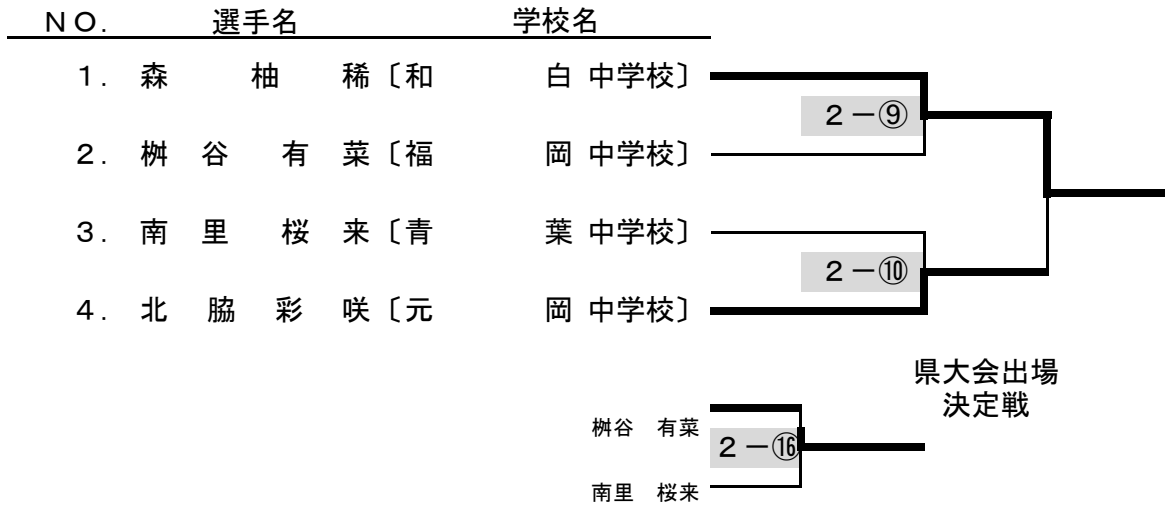 ＮＯ． 選手名 学校名
１．森 柚 稀〔和 白 中学校〕
２－⑨
２．桝 谷 有 菜〔福 岡 中学校〕
３．南 里 桜 来〔青 葉 中学校〕
２－⑩
４．北 脇 彩 咲〔元 岡 中学校〕
県大会出場
決定戦
桝谷 有菜
２－⑯
南里 桜来